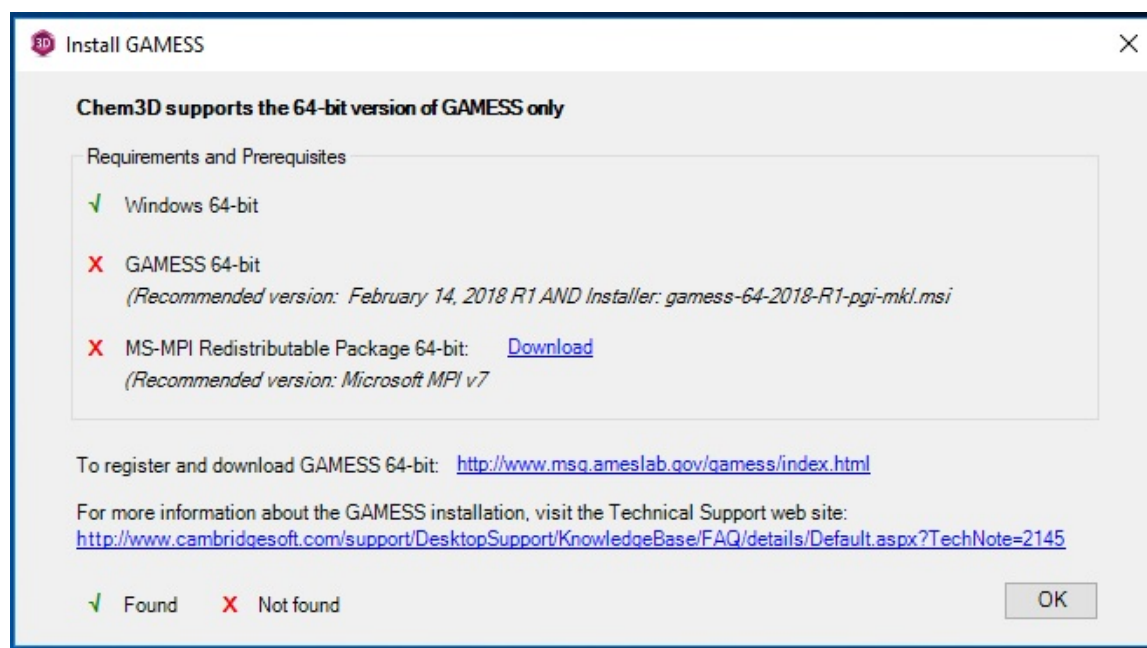 3D Install GAMESS
Chem3D supports the 64-bit version of GAMESS only
Requirements and Prerequisites
√ Windows 64-bit
X GAMESS 64-bit
(Recommended version: February 14, 2018 R1 AND Installer: gamess-64-2018-R1-pgi-mkl.msi
X MS-MPI Redistributable Package 64-bit: Download
(Recommended version: Microsoft MPI v7
To register and download GAMESS 64-bit: http://www.msg.ameslab.gov/gamess/index.html
For more information about the GAMESS installation, visit the Technical Support web site:
http://www.cambridgesoft.com/support/DesktopSupport/KnowledgeBase/FAQ/details/Default.aspx?TechNote=2145
√ Found X Not found
OK